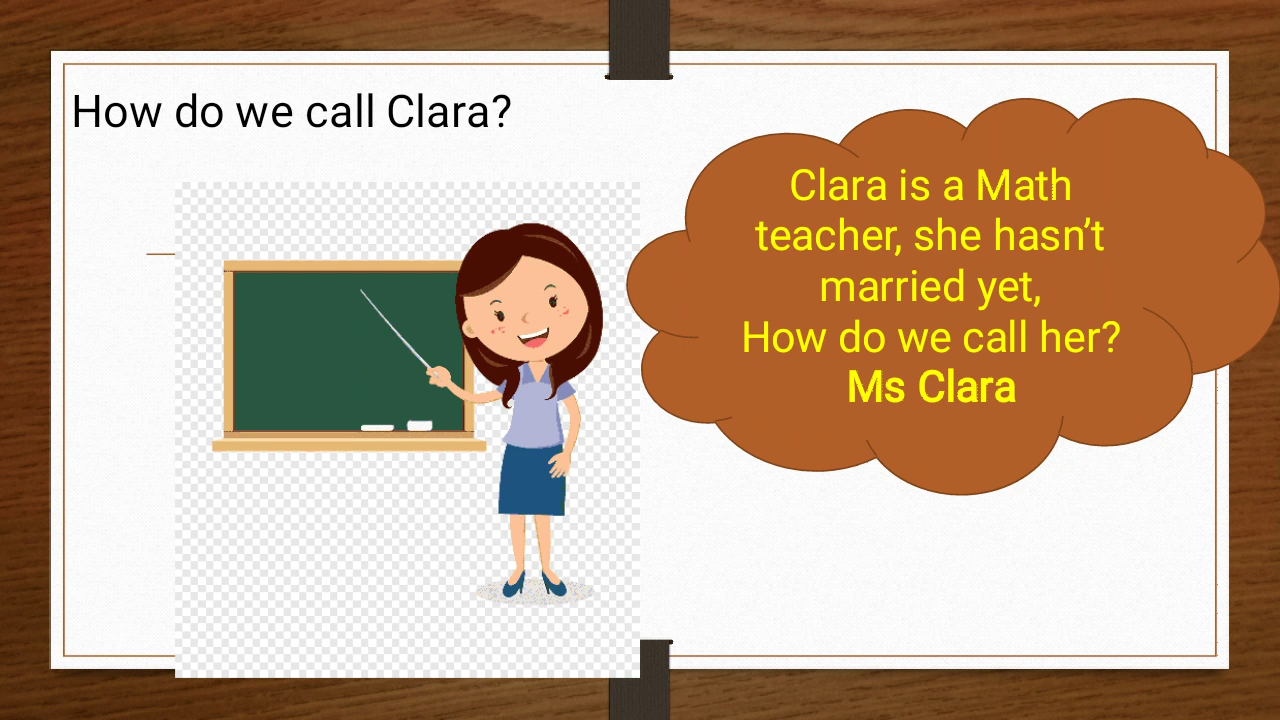 How do we call Clara?
Clara is a Math
teacher, she hasn’t
married yet,
How do we call her?
Ms Clara